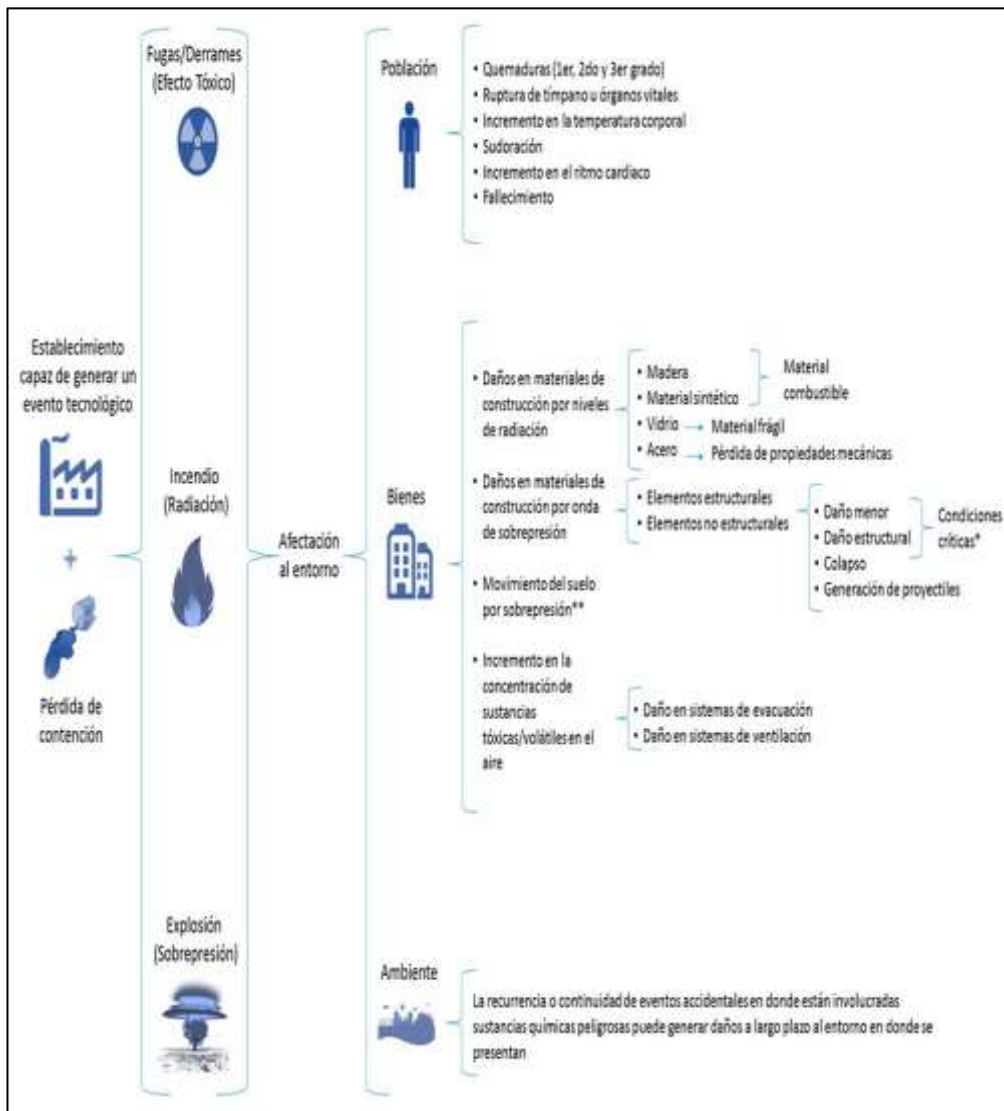 Fugas/Derrames
(Efecto Tóxico)
Población
• Quemaduras (1er, 2do y 3er grado)
• Ruptura de tímpano u órganos vitales
• Incremento en la temperatura corporal
• Sudoración
• Incremento en el ritmo cardiaco
• Fallecimiento
Establecimiento
capaz de generar un
evento tecnológico
+
Pérdida de
contención
Incendio
(Radiación)
Afectación
al entorno
Bienes
• Daños en materiales de
construcción por niveles
de radiación
• Madera
• Material sintético
• Vidrio
• Acero
Material
combustible
Material frágil
Pérdida de propiedades mecánicas
• Daños en materiales de
construcción por onda
de sobrepresión
• Elementos estructurales
• Elementos no estructurales
• Daño menor
• Daño estructural
• Colapso
• Generación de proyectiles
Condiciones
críticas*
• Movimiento del suelo
por sobrepresión**
• Incremento en la
concentración de
sustancias
tóxicas/volátiles en el
aire
• Daño en sistemas de evacuación
• Daño en sistemas de ventilación
Explosión
(Sobrepresión)
Ambiente
La recurrencia o continuidad de eventos accidentales en donde están involucradas
sustancias químicas peligrosas puede generar daños a largo plazo al entorno en donde se
presentan